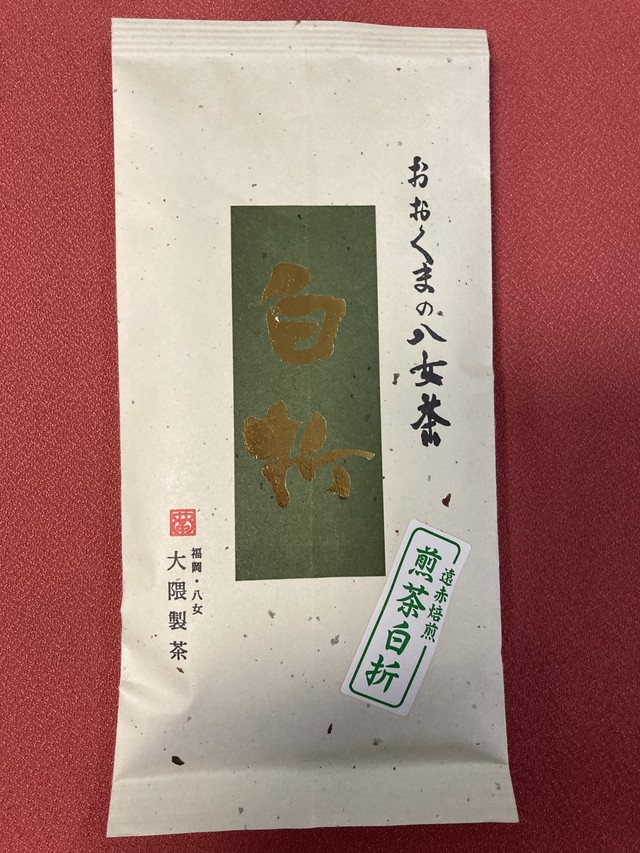 おおくまの八女茶
白折
遠赤焙煎
煎茶白折
福岡・八女
大隈製茶